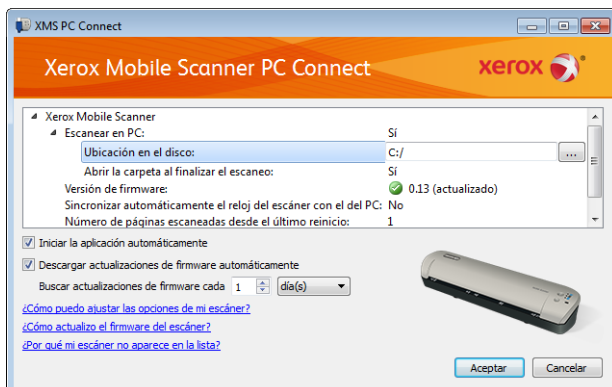 XMS PC Connect
Xerox Mobile Scanner PC Connect
xerox
Xerox Mobile Scanner
Escanear en PC: Sí
Ubicación en el disco: C:/ ...
Abrir la carpeta al finalizar el escaneo: Sí
Versión de firmware: 0.13 (actualizado)
Sincronizar automáticamente el reloj del escáner con el del PC: No
Número de páginas escaneadas desde el último reinicio: 1
Iniciar la aplicación automáticamente
Descargar actualizaciones de firmware automáticamente
Buscar actualizaciones de firmware cada 1 día(s)
¿Cómo puedo ajustar las opciones de mi escáner?
¿Cómo actualizo el firmware del escáner?
¿Por qué mi escáner no aparece en la lista?
Aceptar Cancelar